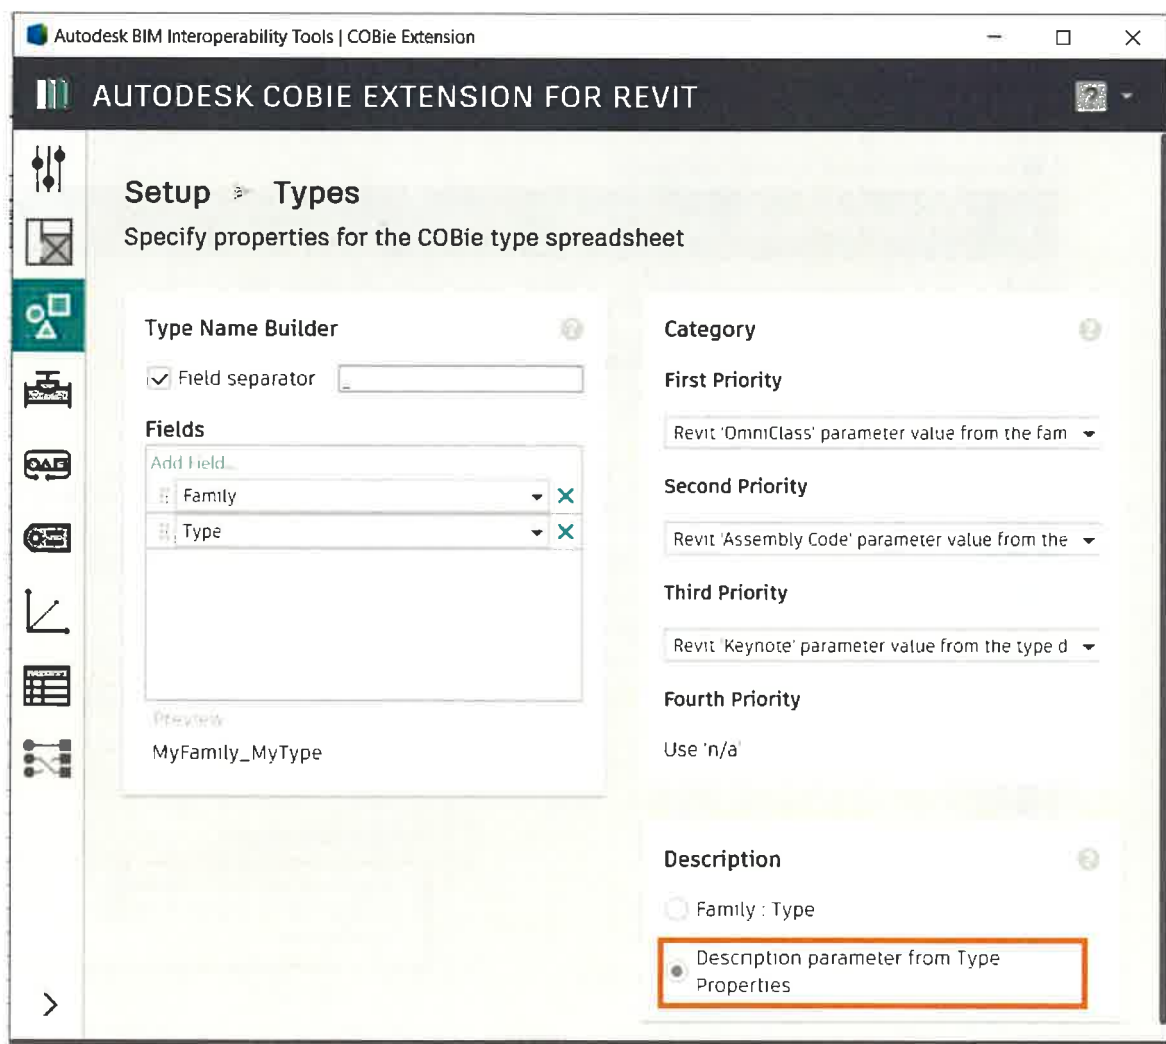 Autodesk BIM Interoperability Tools | COBie Extension
AUTODESK COBIE EXTENSION FOR REVIT
?
Setup > Types
Specify properties for the COBie type spreadsheet
Type Name Builder
?
Field separator
_
Fields
Add Field...
Family
Type
Preview
MyFamily_MyType
Category
?
First Priority
Revit 'OmniClass' parameter value from the fam
Second Priority
Revit 'Assembly Code' parameter value from the
Third Priority
Revit 'Keynote' parameter value from the type d
Fourth Priority
Use 'n/a'
Description
?
Family : Type
Description parameter from Type
Properties